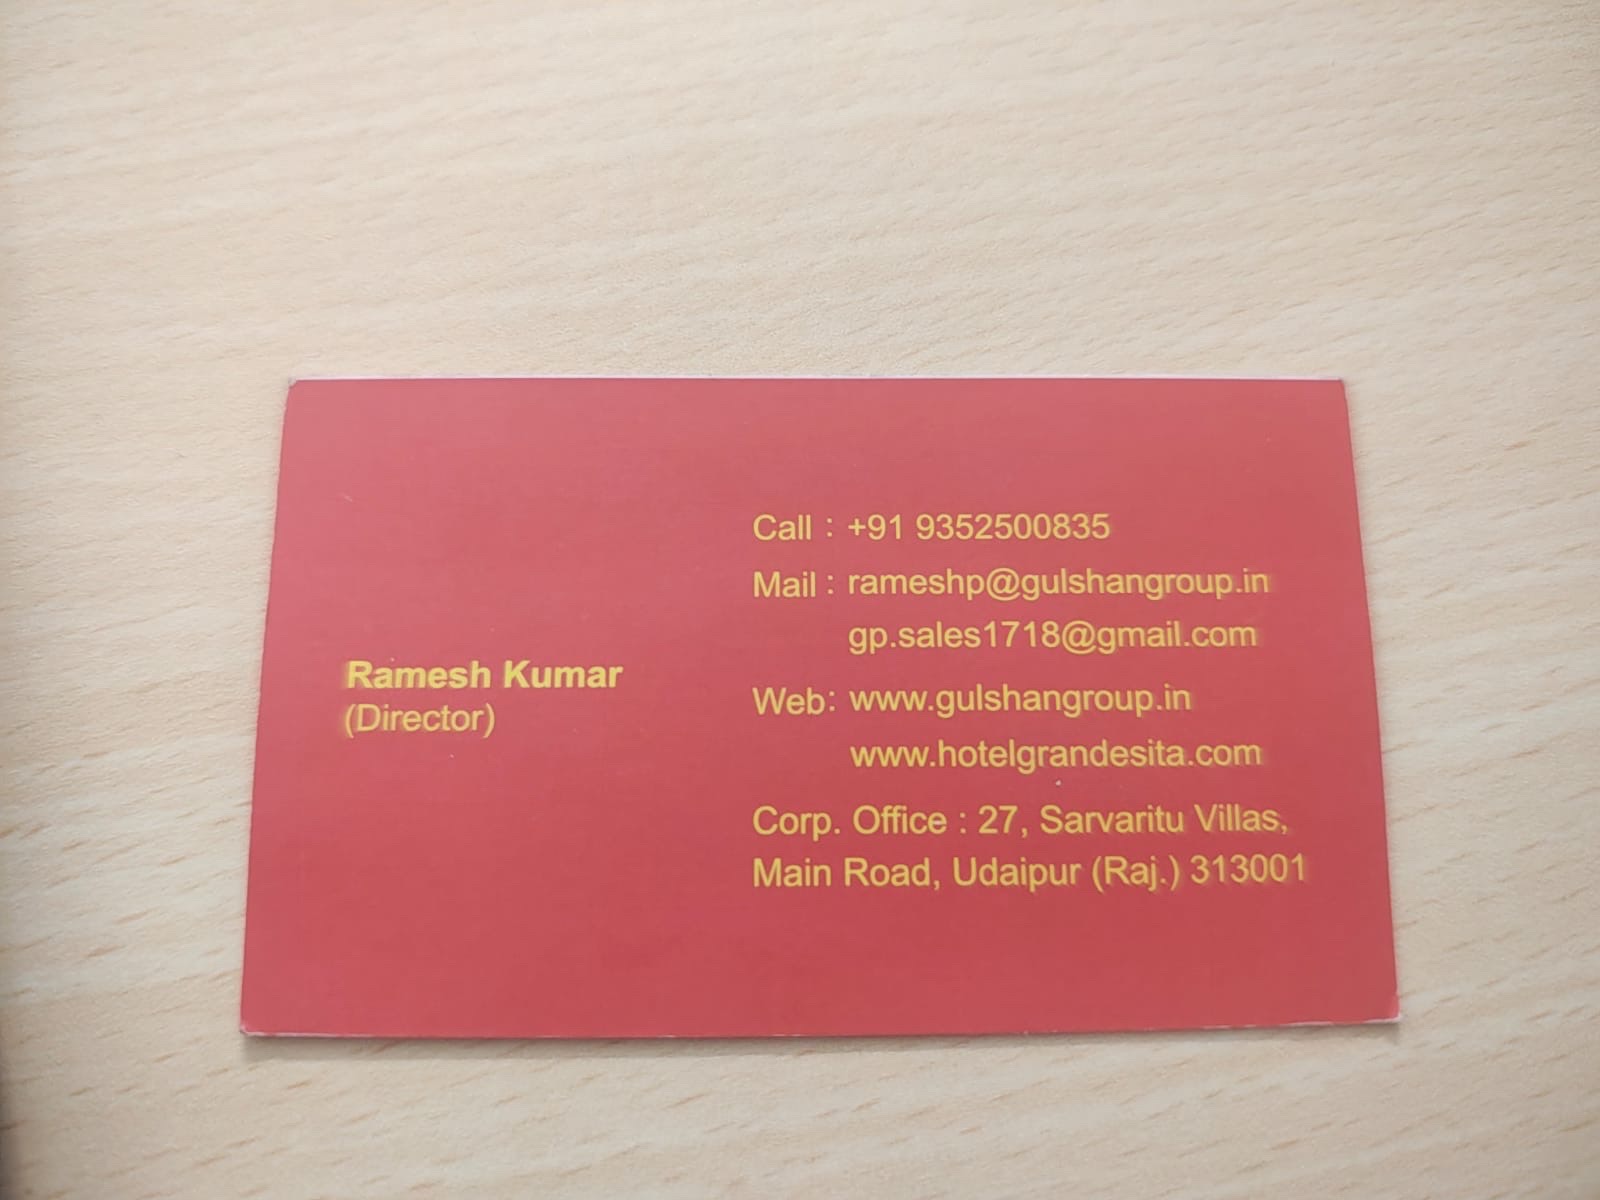 Ramesh Kumar
(Director)
Call : +91 9352500835
Mail : rameshp@gulshangroup.in
gp.sales1718@gmail.com
Web: www.gulshangroup.in
www.hotelgrandesita.com
Corp. Office : 27, Sarvaritu Villas,
Main Road, Udaipur (Raj.) 313001